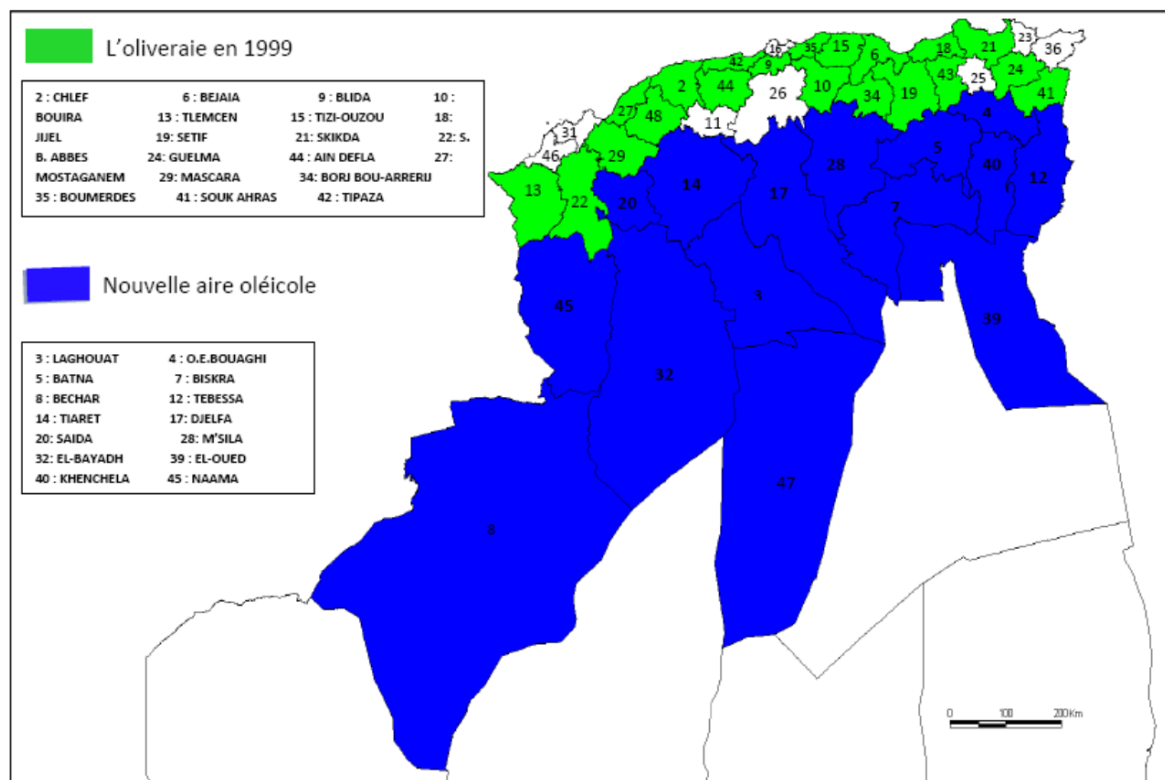 L'oliveraie en 1999
2 : CHLEF 6 : BEJAIA 9 : BLIDA 10 :
BOUIRA 13 : TLEMCEN 15 : TIZI-OUZOU 18 :
JIJEL 19 : SETIF 21 : SKIKDA 22 : S.
B. ABBES 24 : GUELMA 44 : AIN DEFLA 27 :
MOSTAGANEM 29 : MASCARA 34 : BORJ BOU-ARRERIJ
35 : BOUMERDES 41 : SOUK AHRAS 42 : TIPAZA
Nouvelle aire oléicole
3 : LAGHOUAT 4 : O.E.BOUAGHI
5 : BATNA 7 : BISKRA
8 : BECHAR 12 : TEBESSA
14 : TIARET 17 : DJELFA
20: SAIDA 28 : M'SILA
32: EL-BAYADH 39 : EL-OUED
40 : KHENCHELA 45 : NAAMA
16 35 15 6 18 21 23 36
42 9 2 44 26 10 34 19 43 25 24 41
27 48 11 4
31 46 29 28 5 40 12
13 22 20 14 17 7
45 3 39
32
47
8
0 100 200 Km